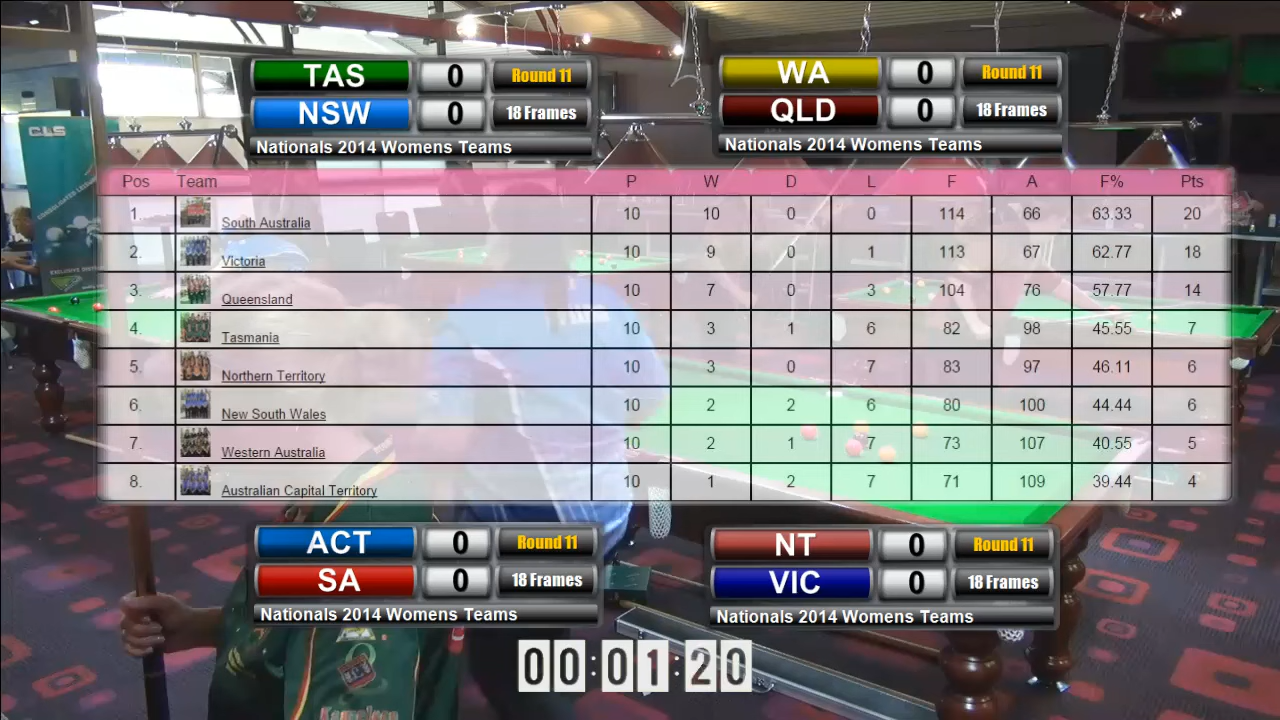 TAS 0 Round 11
NSW 0 18 Frames
Nationals 2014 Womens Teams
WA 0 Round 11
QLD 0 18 Frames
Nationals 2014 Womens Teams
CLS
Pos Team P W D L F A F% Pts
1. South Australia 10 10 0 0 114 66 63.33 20
2. Victoria 10 9 0 1 113 67 62.77 18
3. Queensland 10 7 0 3 104 76 57.77 14
4. Tasmania 10 3 1 6 82 98 45.55 7
5. Northern Territory 10 3 0 7 83 97 46.11 6
6. New South Wales 10 2 2 6 80 100 44.44 6
7. Western Australia 10 2 1 7 73 107 40.55 5
8. Australian Capital Territory 10 1 2 7 71 109 39.44 4
ACT 0 Round 11
SA 0 18 Frames
Nationals 2014 Womens Teams
NT 0 Round 11
VIC 0 18 Frames
Nationals 2014 Womens Teams
00:01:20